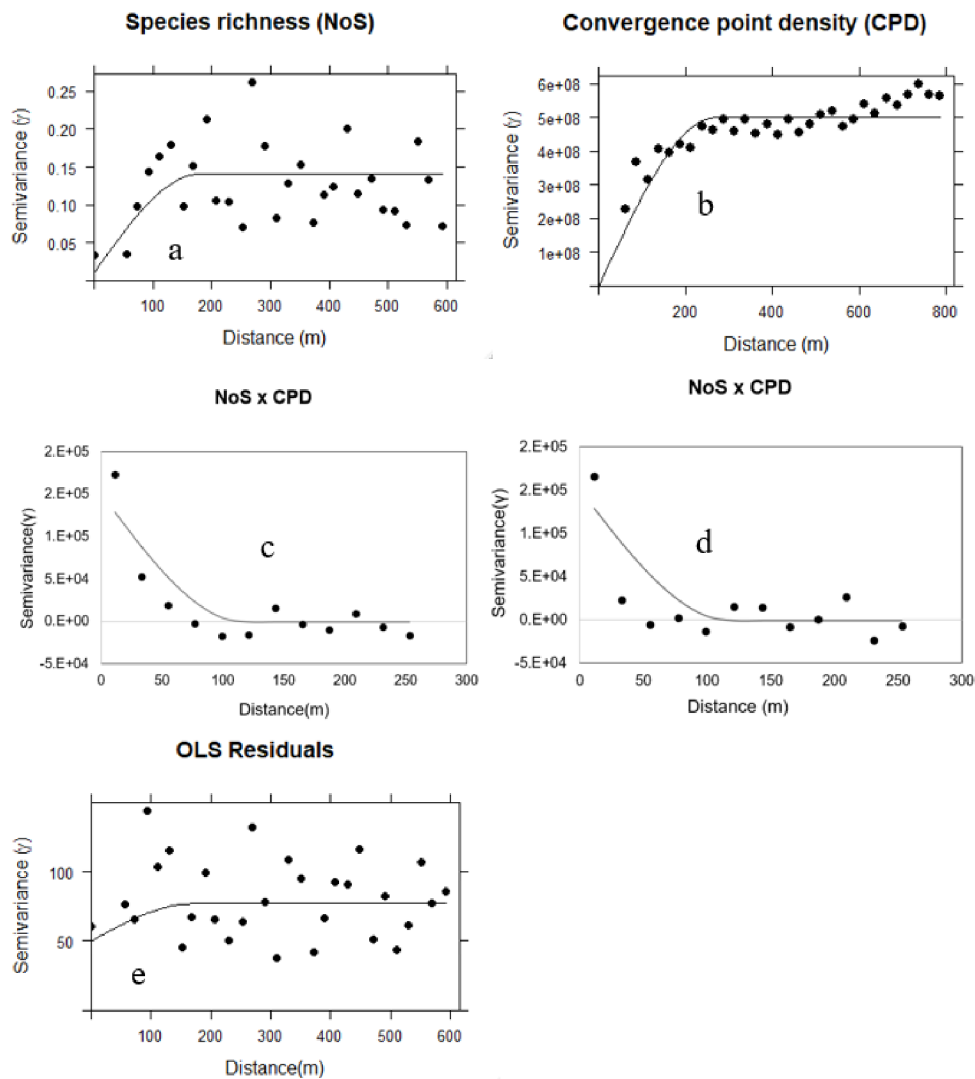 Species richness (NoS)
Semivariance (γ)
0.25
0.20
0.15
0.10
0.05
a
100 200 300 400 500 600
Distance (m)
Convergence point density (CPD)
Semivariance (γ)
6e+08
5e+08
4e+08
3e+08
2e+08
1e+08
b
200 400 600 800
Distance (m)
NoS x CPD
Semivariance(γ)
2.E+05
2.E+05
1.E+05
5.E+04
0.E+00
-5.E+04
c
0 50 100 150 200 250 300
Distance(m)
NoS x CPD
Semivariance(γ)
2.E+05
2.E+05
1.E+05
5.E+04
0.E+00
-5.E+04
d
0 50 100 150 200 250 300
Distance (m)
OLS Residuals
Semivariance (γ)
100
50
e
100 200 300 400 500 600
Distance(m)